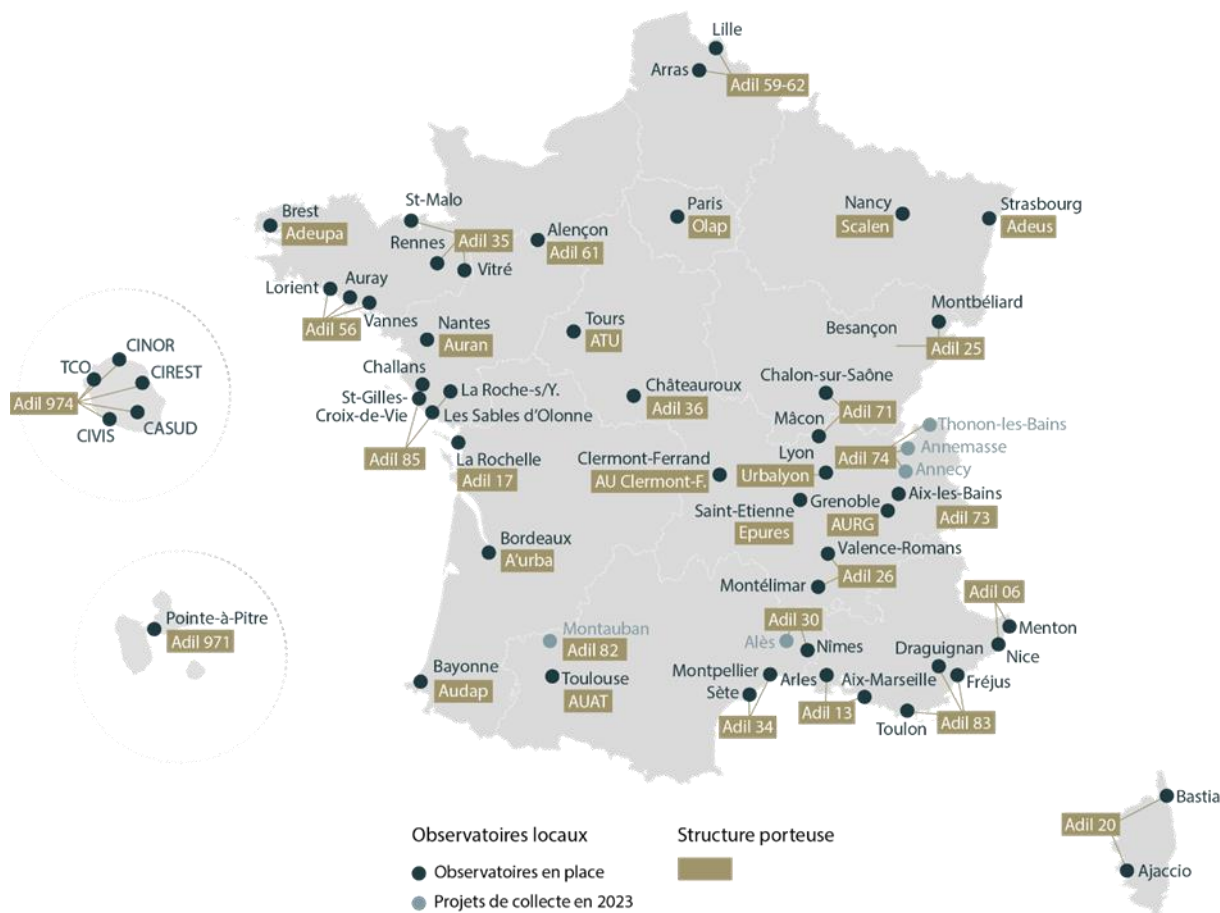 Lille
Arras
Adil 59-62
St-Malo
Brest
Adeupa
Adil 35
Rennes
Vitré
Alençon
Adil 61
Paris
Olap
Nancy
Scalen
Strasbourg
Adeus
Lorient
Auray
Vannes
Adil 56
Nantes
Auran
Tours
ATU
Montbéliard
Besançon
Adil 25
CINOR
TCO
CIREST
Adil 974
CIVIS
CASUD
Challans
St-Gilles-
Croix-de-Vie
La Roche-s/Y.
Les Sables d'Olonne
Adil 85
La Rochelle
Adil 17
Châteauroux
Adil 36
Chalon-sur-Saône
Adil 71
Mâcon
Thonon-les-Bains
Annemasse
Annecy
Adil 74
Lyon
Urbalyon
Clermont-Ferrand
AU Clermont-F.
Saint-Etienne
Epures
Grenoble
AURG
Aix-les-Bains
Adil 73
Bordeaux
A'urba
Valence-Romans
Adil 26
Montélimar
Pointe-à-Pitre
Adil 971
Montauban
Adil 82
Toulouse
AUAT
Bayonne
Audap
Adil 30
Alès
Nîmes
Adil 06
Menton
Nice
Draguignan
Fréjus
Montpellier
Sète
Adil 34
Arles
Aix-Marseille
Adil 13
Toulon
Adil 83
Bastia
Adil 20
Ajaccio
Observatoires locaux
Structure porteuse
Observatoires en place
Projets de collecte en 2023